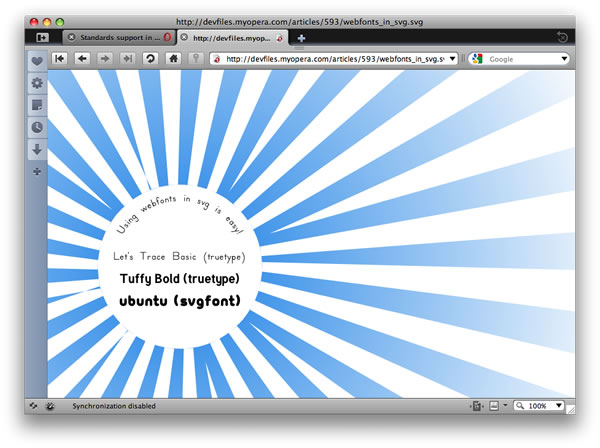 http://devfiles.myopera.com/articles/593/webfonts_in_svg.svg
Standards support in
http://devfiles.myop...
http://devfiles.myopera.com/articles/593/webfonts_in_svg.s
Google
Using webfonts in svg is easy!
Let's Trace Basic (truetype)
Tuffy Bold (truetype)
ubuntu (svgfont)
Synchronization disabled
100%